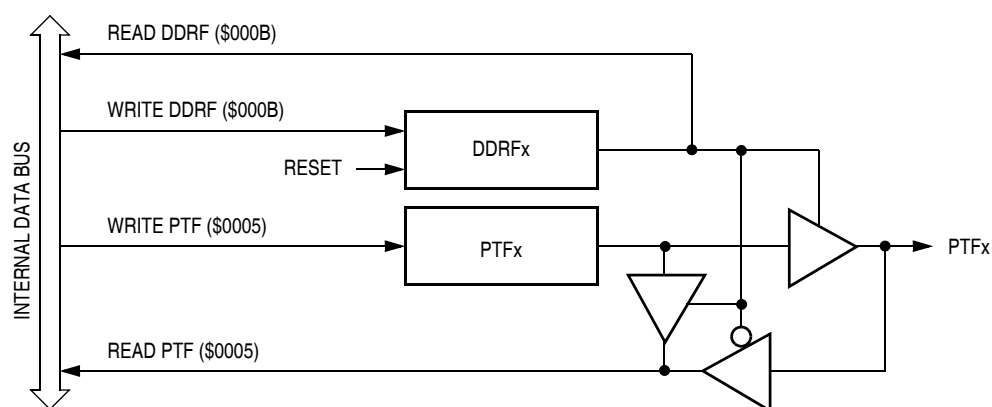 READ DDRF ($000B)
WRITE DDRF ($000B)
DDRFx
RESET
INTERNAL DATA BUS
WRITE PTF ($0005)
PTFx
PTFx
READ PTF ($0005)